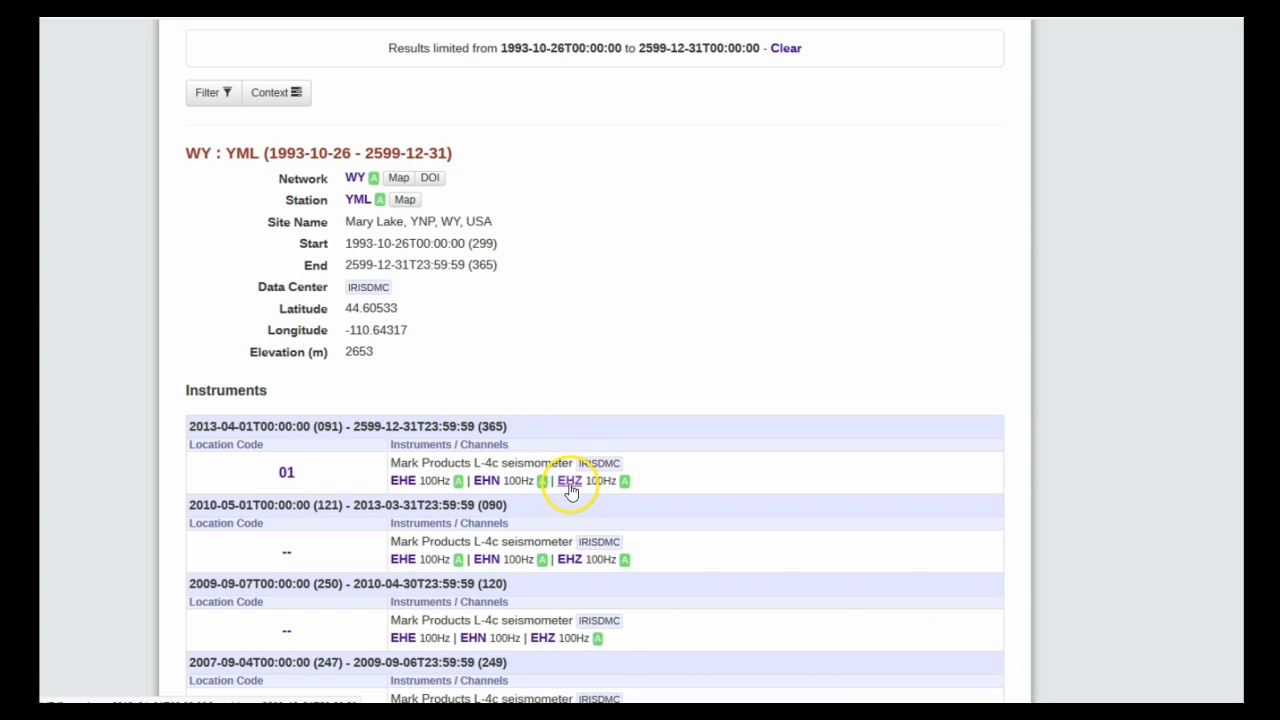 Results limited from 1993-10-26T00:00:00 to 2599-12-31T00:00:00 - Clear
Filter Context
WY : YML (1993-10-26 - 2599-12-31)
Network WY A Map DOI
Station YML A Map
Site Name Mary Lake, YNP, WY, USA
Start 1993-10-26T00:00:00 (299)
End 2599-12-31T23:59:59 (365)
Data Center IRISDMC
Latitude 44.60533
Longitude -110.64317
Elevation (m) 2653
Instruments
2013-04-01T00:00:00 (091) - 2599-12-31T23:59:59 (365)
Location Code Instruments / Channels
Mark Products L-4c seismometer IRISDMC
01
EHE 100Hz A | EHN 100Hz A | EHZ 100Hz A
2010-05-01T00:00:00 (121) - 2013-03-31T23:59:59 (090)
Location Code Instruments / Channels
Mark Products L-4c seismometer IRISDMC
--
EHE 100Hz A | EHN 100Hz A | EHZ 100Hz A
2009-09-07T00:00:00 (250) - 2010-04-30T23:59:59 (120)
Location Code Instruments / Channels
Mark Products L-4c seismometer IRISDMC
--
EHE 100Hz | EHN 100Hz | EHZ 100Hz A
2007-09-04T00:00:00 (247) - 2009-09-06T23:59:59 (249)
Location Code Instruments / Channels
Mark Products L-4c seismometer IRISDMC